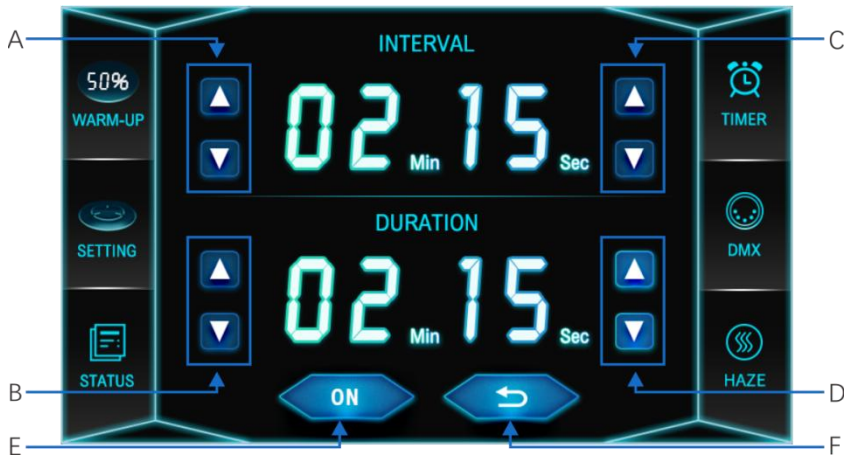 A
INTERVAL
C
50%
WARM-UP
02 Min 15 Sec
TIMER
SETTING
DURATION
DMX
02 Min 15 Sec
STATUS
HAZE
B
ON
D
E
F